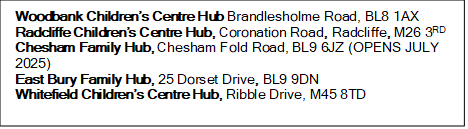 Woodbank Children's Centre Hub Brandlesholme Road, BL8 1AX
Radcliffe Children's Centre Hub, Coronation Road, Radcliffe, M26 3RD
Chesham Family Hub, Chesham Fold Road, BL9 6JZ (OPENS JULY
2025)
East Bury Family Hub, 25 Dorset Drive, BL9 9DN
Whitefield Children's Centre Hub, Ribble Drive, M45 8TD